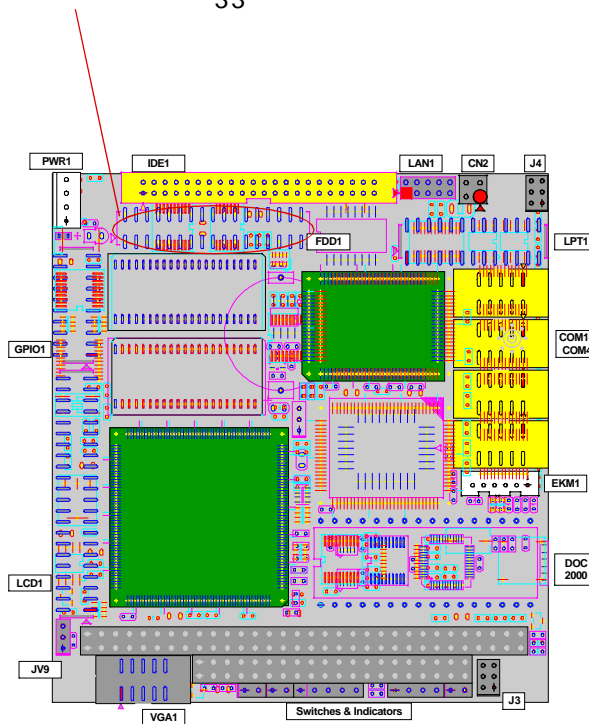 33
PWR1
IDE1
LAN1
CN2
J4
FDD1
LPT1
GPIO1
COM1
COM4
EKM1
DOC
2000
LCD1
JV9
VGA1
Switches & Indicators
J3